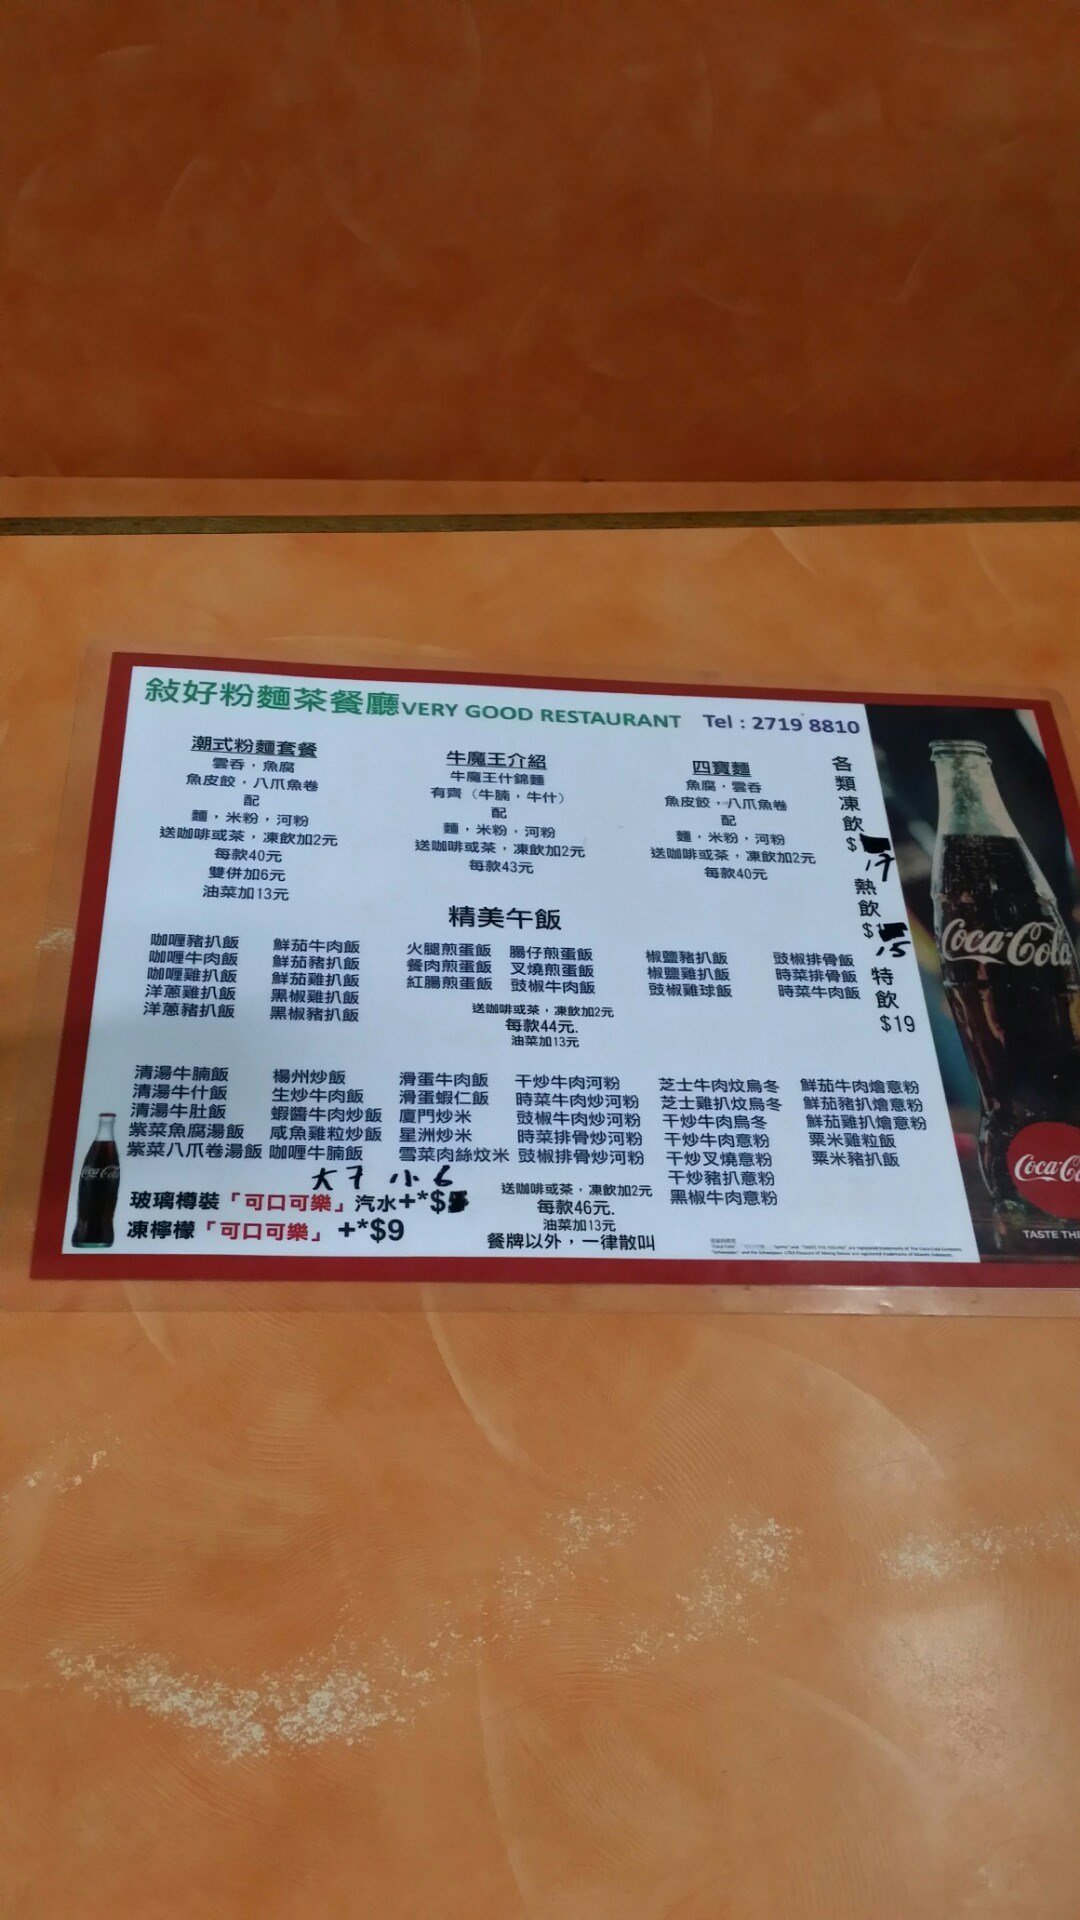 敍好粉麵茶餐廳VERY GOOD RESTAURANT Tel : 2719 8810
潮式粉麵套餐
雲吞，魚腐
魚皮餃，八爪魚卷
配
麵，米粉，河粉
送咖啡或茶，凍飲加2元
每款40元
雙併加6元
油菜加13元
牛魔王介紹
牛魔王什錦麵
有齊（牛腩，牛什）
配
麵，米粉，河粉
送咖啡或茶，凍飲加2元
每款43元
四寶麵
魚腐，雲吞
魚皮餃，八爪魚卷
配
麵，米粉，河粉
送咖啡或茶，凍飲加2元
每款40元
各類凍飲
$
17
熱飲
$1
15
特飲
$19
精美午飯
咖喱豬扒飯
咖喱牛肉飯
咖喱雞扒飯
洋蔥雞扒飯
洋蔥豬扒飯
鮮茄牛肉飯
鮮茄豬扒飯
鮮茄雞扒飯
黑椒雞扒飯
黑椒豬扒飯
火腿煎蛋飯
餐肉煎蛋飯
紅腸煎蛋飯
腸仔煎蛋飯
叉燒煎蛋飯
豉椒牛肉飯
椒鹽豬扒飯
椒鹽雞扒飯
豉椒雞球飯
豉椒排骨飯
時菜排骨飯
時菜牛肉飯
送咖啡或茶，凍飲加2元
每款44元.
油菜加13元
清湯牛腩飯
清湯牛什飯
清湯牛肚飯
紫菜魚腐湯飯
紫菜八爪卷湯飯
楊州炒飯
生炒牛肉飯
蝦醬牛肉炒飯
咸魚雞粒炒飯
咖喱牛腩飯
滑蛋牛肉飯
滑蛋蝦仁飯
廈門炒米
星洲炒米
雪菜肉絲炆米
干炒牛肉河粉
時菜牛肉炒河粉
豉椒牛肉炒河粉
時菜排骨炒河粉
豉椒排骨炒河粉
芝士牛肉炆烏冬
芝士雞扒炆烏冬
干炒牛肉烏冬
干炒牛肉意粉
干炒叉燒意粉
干炒豬扒意粉
黑椒牛肉意粉
鮮茄牛肉燴意粉
鮮茄豬扒燴意粉
鮮茄雞扒燴意粉
粟米雞粒飯
粟米豬扒飯
送咖啡或茶，凍飲加2元
每款46元.
油菜加13元
餐牌以外，一律散叫
大7 小6
玻璃樽裝「可口可樂」汽水+*$5
凍檸檬「可口可樂」+*$9
Coca-Cola
TASTE THE